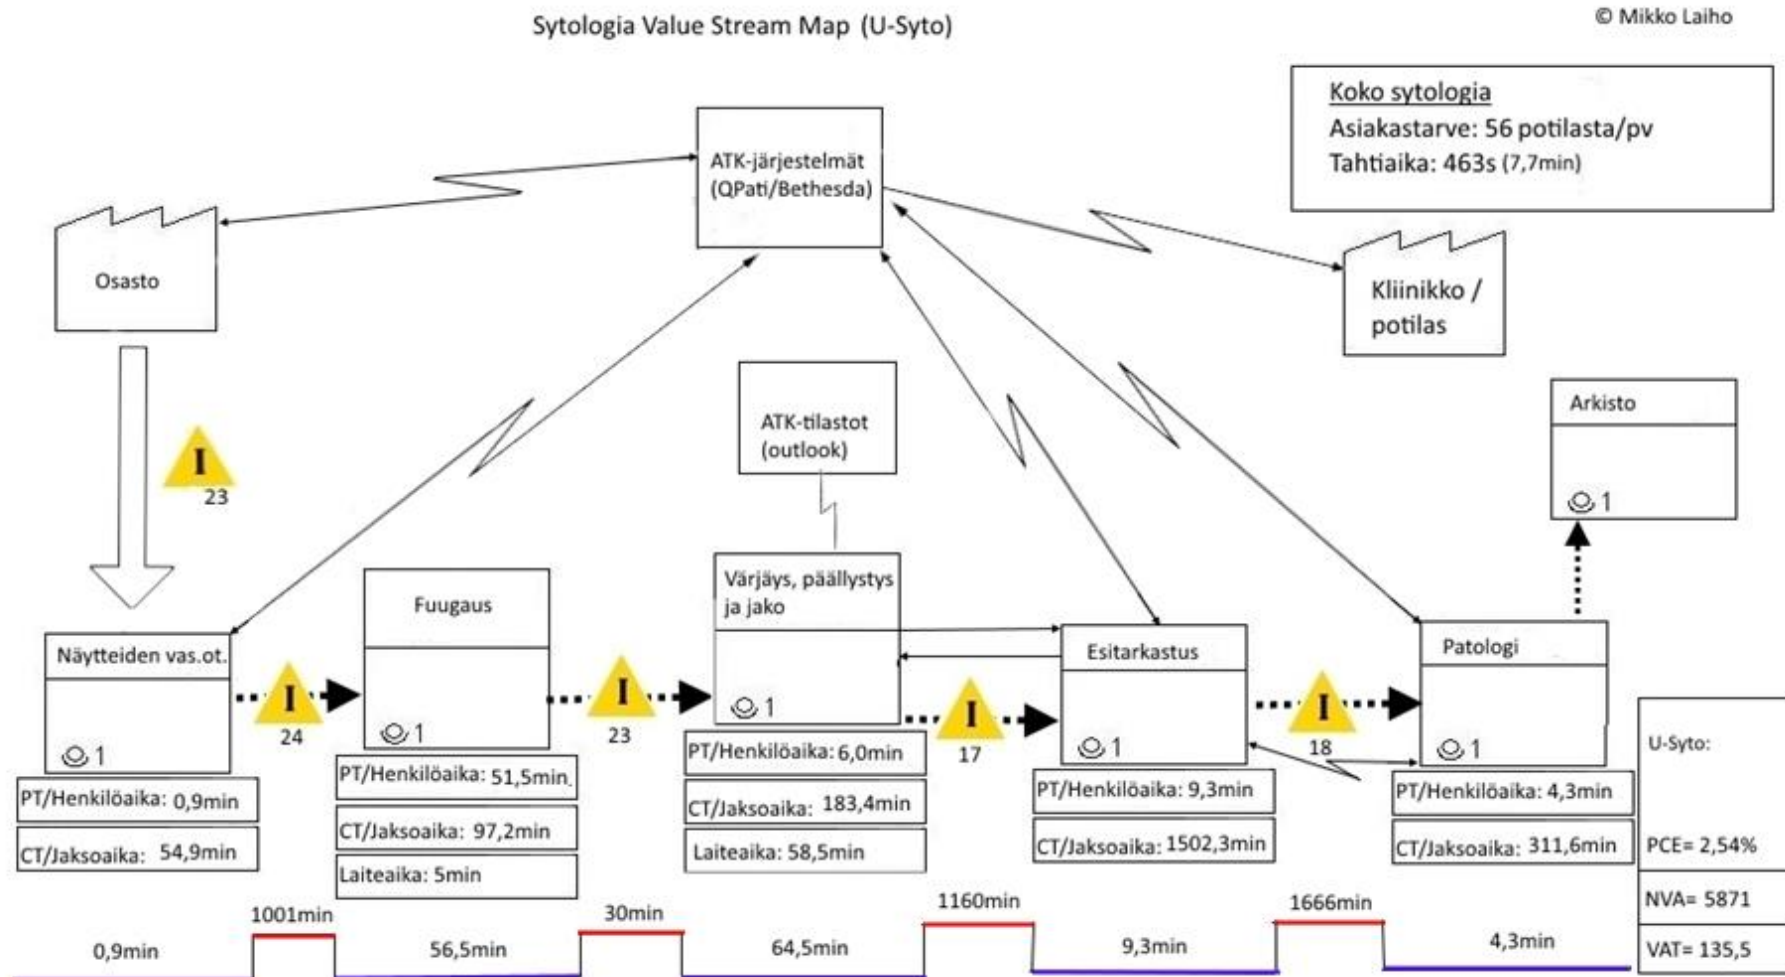 Sytologia Value Stream Map (U-Syto)
© Mikko Laiho
Koko sytologia
Asiakastarve: 56 potilasta/pv
Tahtiaika: 463s (7,7min)
ATK-järjestelmät
(QPati/Bethesda)
Osasto
Kliinikko /
potilas
ATK-tilastot
(outlook)
Arkisto
1
I
23
Näytteiden vas.ot.
1
PT/Henkilöaika: 0,9min
CT/Jaksoaika: 54,9min
I
24
Fuugaus
1
PT/Henkilöaika: 51,5min.
CT/Jaksoaika: 97,2min
Laiteaika: 5min
I
23
Värjäys, päällystys
ja jako
1
PT/Henkilöaika: 6,0min
CT/Jaksoaika: 183,4min
Laiteaika: 58,5min
I
17
Esitarkastus
1
PT/Henkilöaika: 9,3min
CT/Jaksoaika: 1502,3min
I
18
Patologi
1
PT/Henkilöaika: 4,3min
CT/Jaksoaika: 311,6min
U-Syto:
PCE= 2,54%
NVA= 5871
VAT= 135,5
0,9min
1001min
56,5min
30min
64,5min
1160min
9,3min
1666min
4,3min